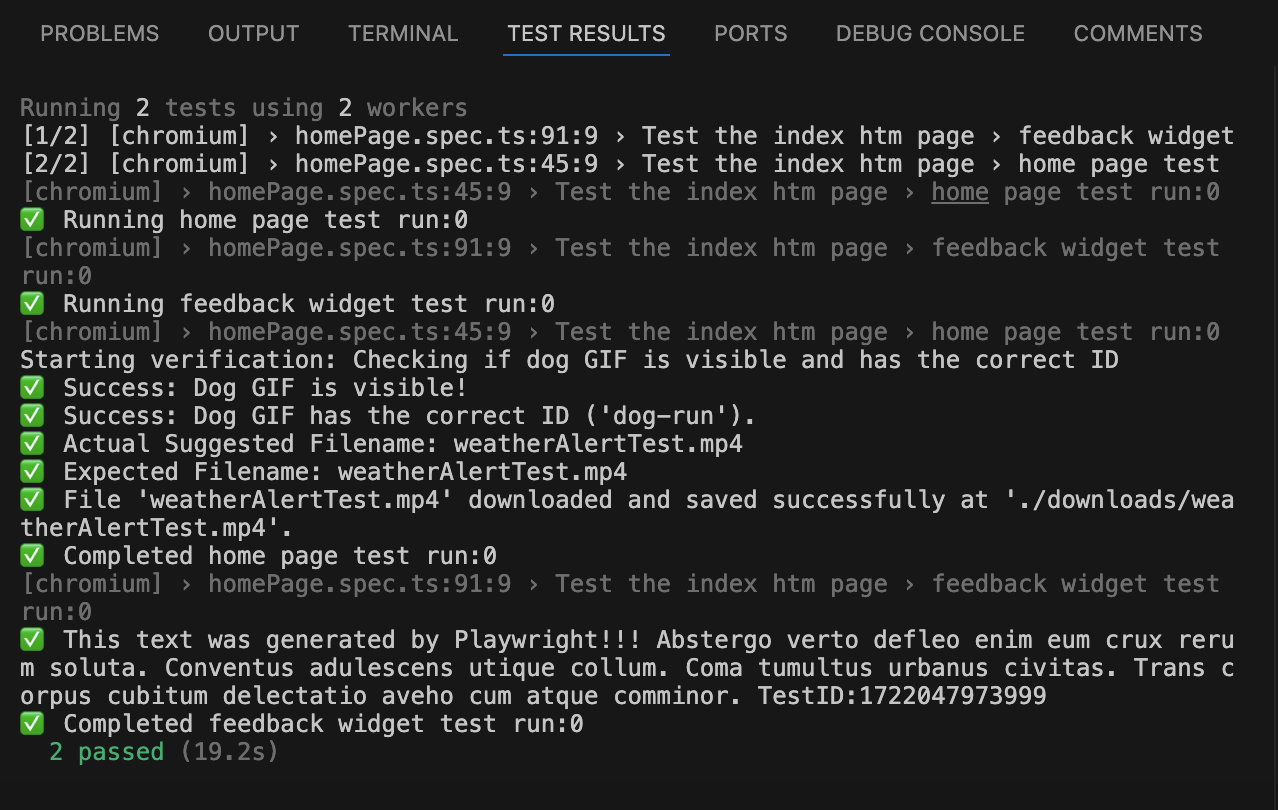 PROBLEMS OUTPUT TERMINAL TEST RESULTS PORTS DEBUG CONSOLE COMMENTS
Running 2 tests using 2 workers
[1/2] [chromium] › homePage.spec.ts:91:9 › Test the index htm page › feedback widget
[2/2] [chromium] › homePage.spec.ts:45:9 › Test the index htm page › home page test
[chromium] › homePage.spec.ts:45:9 › Test the index htm page › home page test run:0
✅ Running home page test run:0
[chromium] › homePage.spec.ts:91:9 › Test the index htm page › feedback widget test
run:0
✅ Running feedback widget test run:0
[chromium] › homePage.spec.ts:45:9 › Test the index htm page › home page test run:0
Starting verification: Checking if dog GIF is visible and has the correct ID
✅ Success: Dog GIF is visible!
✅ Success: Dog GIF has the correct ID ('dog-run').
✅ Actual Suggested Filename: weatherAlertTest.mp4
✅ Expected Filename: weatherAlertTest.mp4
✅ File 'weatherAlertTest.mp4' downloaded and saved successfully at './downloads/wea
therAlertTest.mp4'.
✅ Completed home page test run:0
[chromium] › homePage.spec.ts:91:9 › Test the index htm page › feedback widget test
run:0
✅ This text was generated by Playwright!!! Abstergo verto defleo enim eum crux reru
m soluta. Conventus adulescens utique collum. Coma tumultus urbanus civitas. Trans c
orpus cubitum delectatio aveho cum atque comminor. TestID:1722047973999
✅ Completed feedback widget test run:0
2 passed (19.2s)